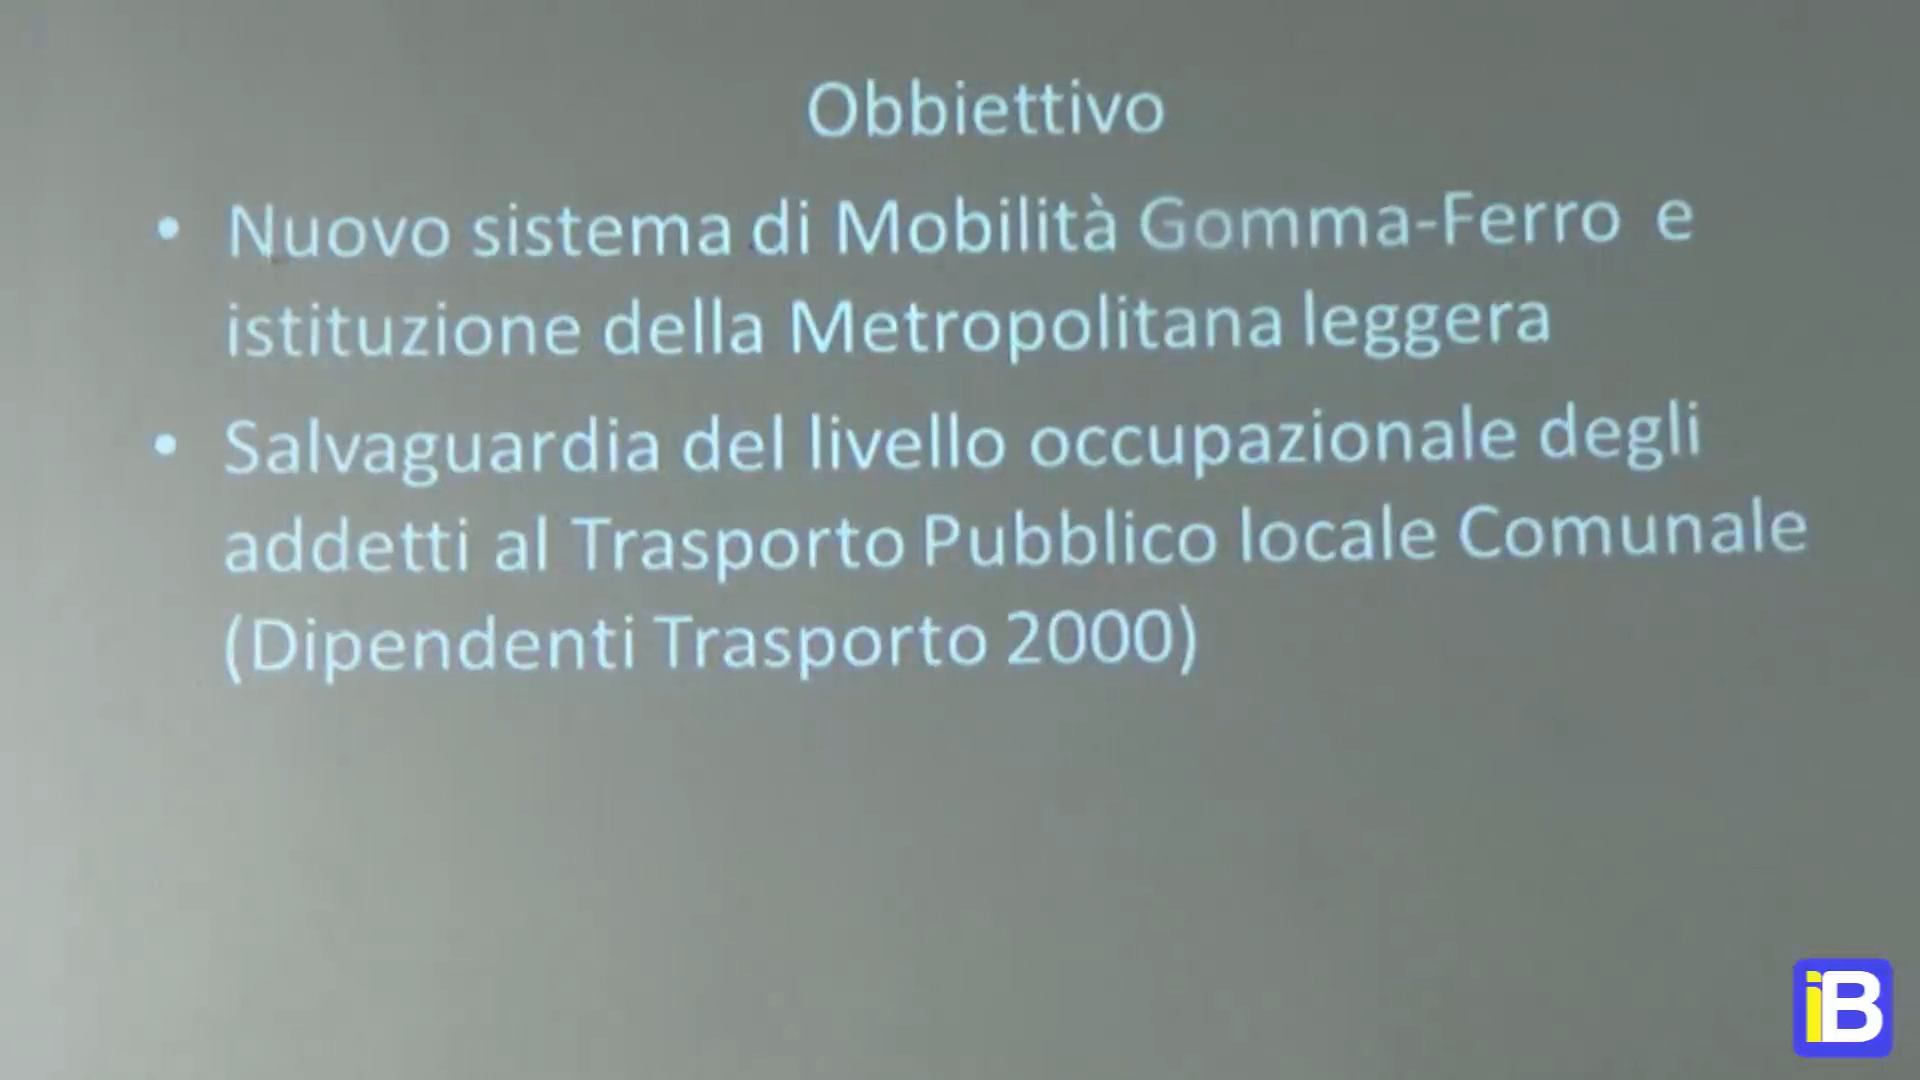 Obbiettivo
• Nuovo sistema di Mobilità Gomma-Ferro e
istituzione della Metropolitana leggera
• Salvaguardia del livello occupazionale degli
addetti al Trasporto Pubblico locale Comunale
(Dipendenti Trasporto 2000)
iB